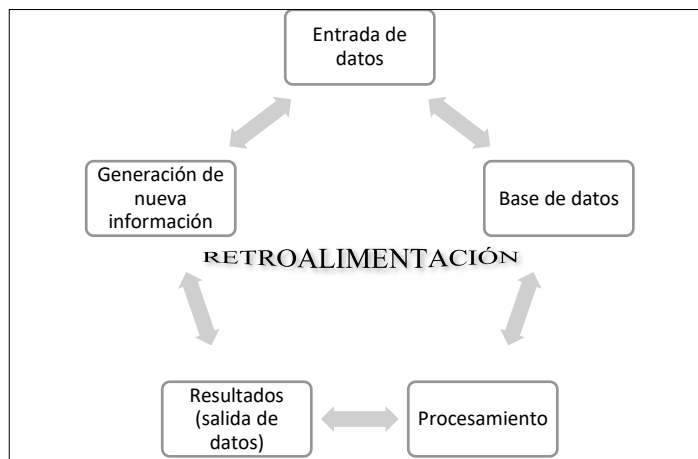 Entrada de
datos
Generación de
nueva
información
Base de datos
RETROALIMENTACIÓN
Resultados
(salida de
datos)
Procesamiento